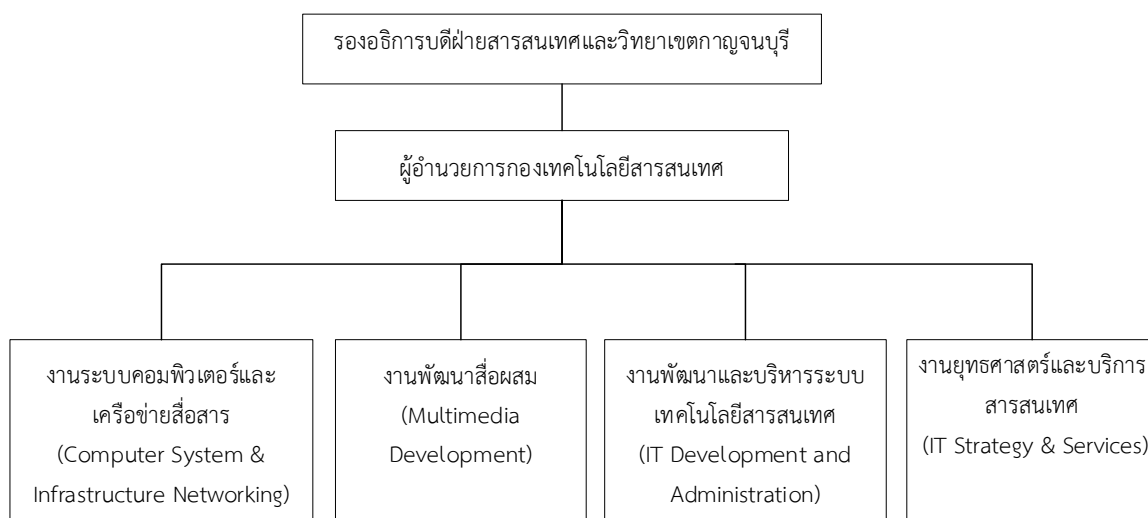 รองอธิการบดีฝ่ายสารสนเทศและวิทยาเขตกาญจนบุรี
ผู้อำนวยการกองเทคโนโลยีสารสนเทศ
งานระบบคอมพิวเตอร์และ
เครือข่ายสื่อสาร
(Computer System &
Infrastructure Networking)
งานพัฒนาสื่อผสม
(Multimedia
Development)
งานพัฒนาและบริหารระบบ
เทคโนโลยีสารสนเทศ
(IT Development and
Administration)
งานยุทธศาสตร์และบริการ
สารสนเทศ
(IT Strategy & Services)